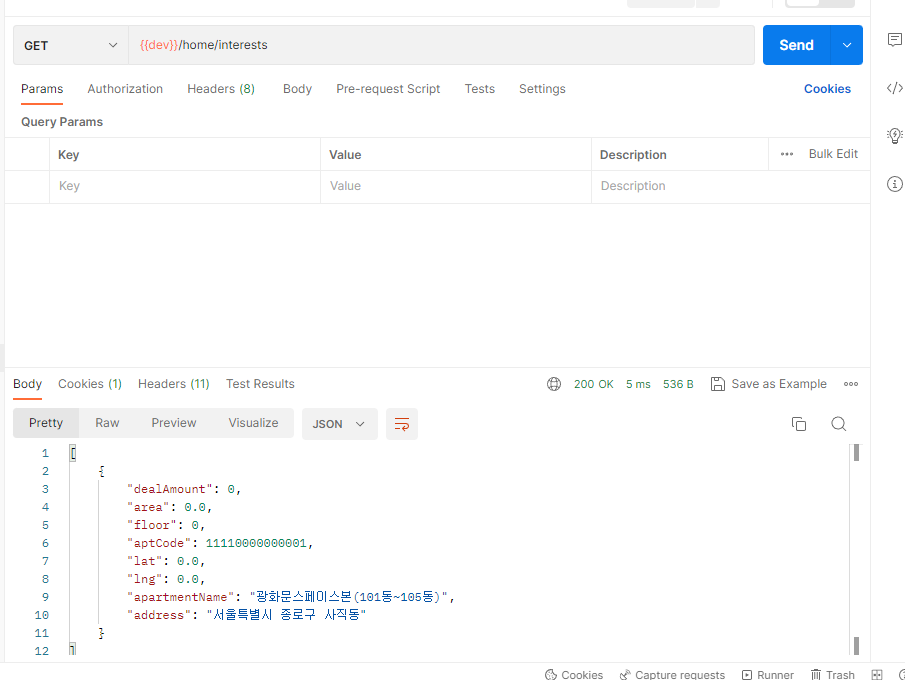 GET {{dev}}/home/interests Send
Params Authorization Headers (8) Body Pre-request Script Tests Settings Cookies
Query Params
Key Value Description Bulk Edit
Key Value Description
Body Cookies (1) Headers (11) Test Results 200 OK 5 ms 536 B Save as Example
Pretty Raw Preview Visualize JSON
1 [
2 {
3 "dealAmount": 0,
4 "area": 0.0,
5 "floor": 0,
6 "aptCode": 11110000000001,
7 "lat": 0.0,
8 "lng": 0.0,
9 "apartmentName": "광화문스페이스본(101동~105동)",
10 "address": "서울특별시 종로구 사직동"
11 }
12 ]
Cookies Capture requests Runner Trash